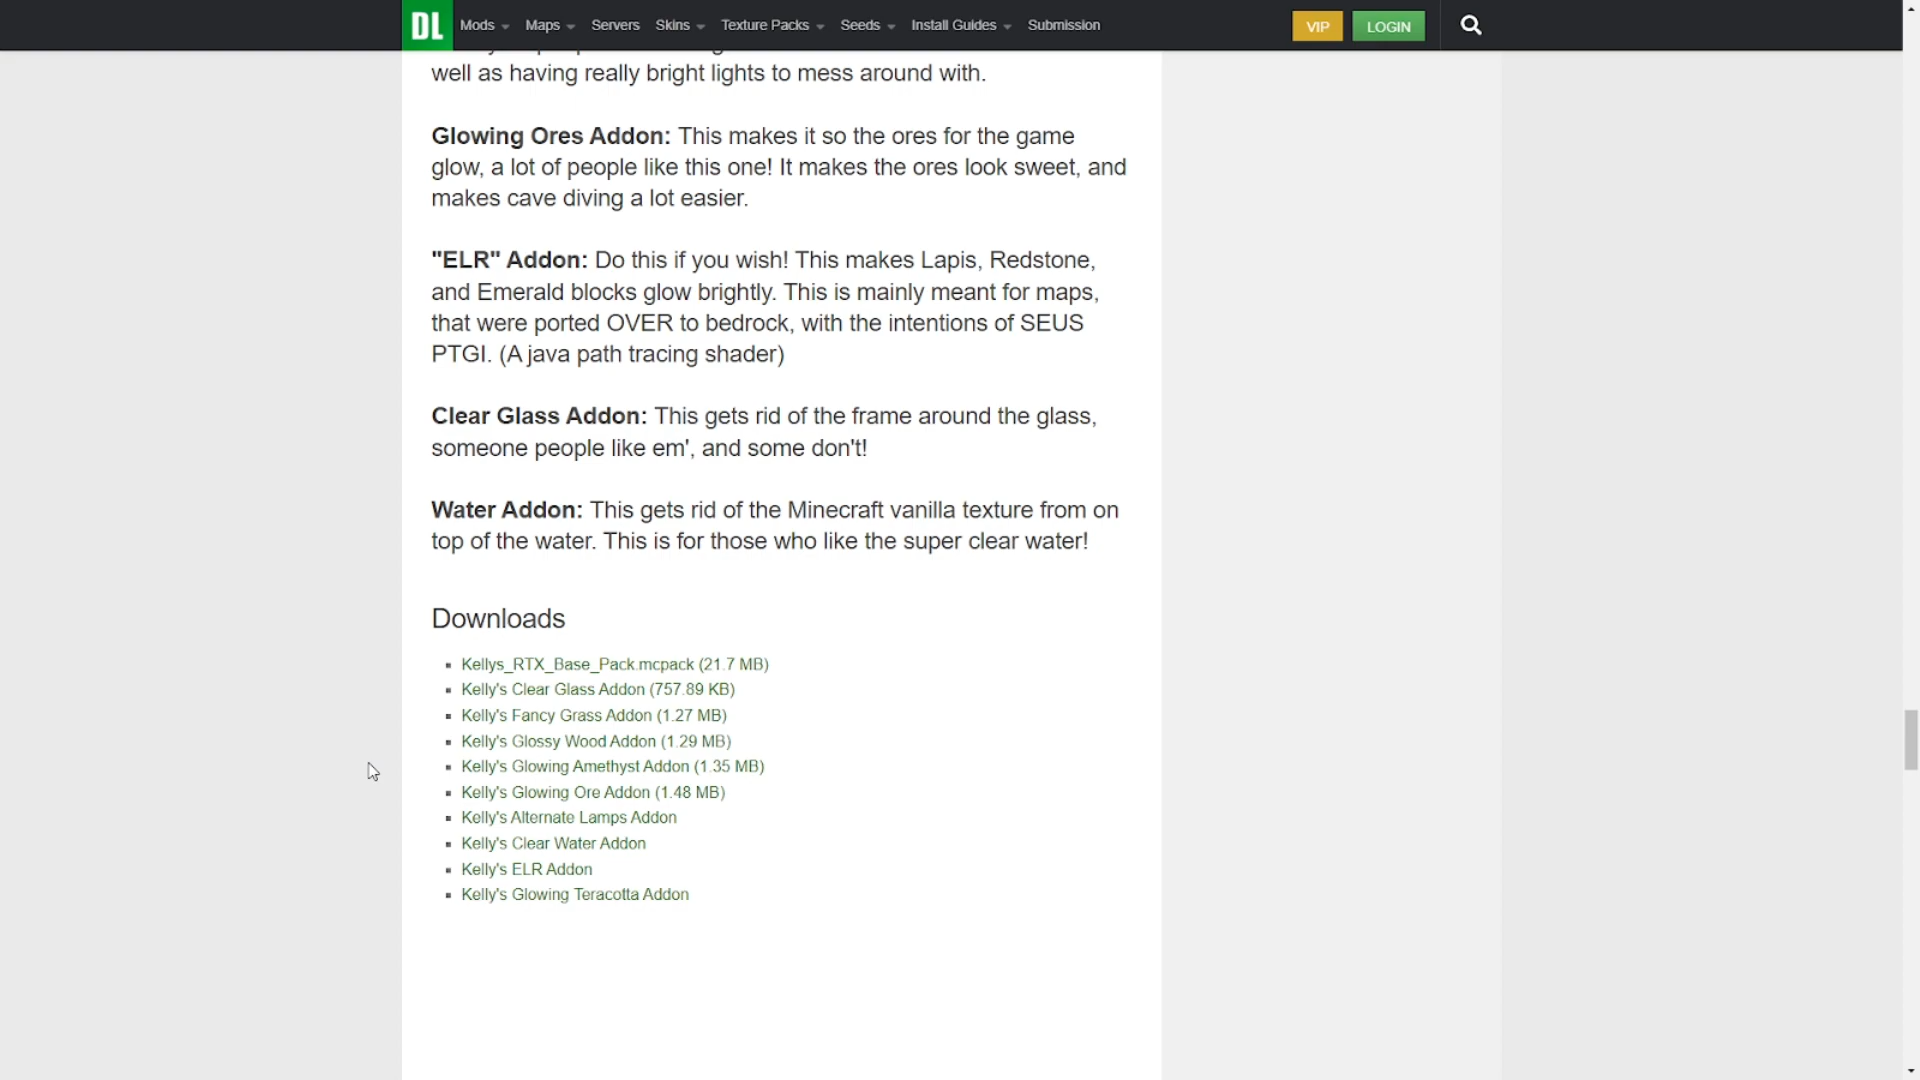 DL Mods Maps Servers Skins Texture Packs Seeds Install Guides Submission VIP LOGIN
well as having really bright lights to mess around with.
Glowing Ores Addon: This makes it so the ores for the game
glow, a lot of people like this one! It makes the ores look sweet, and
makes cave diving a lot easier.
"ELR" Addon: Do this if you wish! This makes Lapis, Redstone,
and Emerald blocks glow brightly. This is mainly meant for maps,
that were ported OVER to bedrock, with the intentions of SEUS
PTGI. (A java path tracing shader)
Clear Glass Addon: This gets rid of the frame around the glass,
someone people like em', and some don't!
Water Addon: This gets rid of the Minecraft vanilla texture from on
top of the water. This is for those who like the super clear water!
Downloads
Kellys_RTX_Base_Pack.mcpack (21.7 MB)
Kelly's Clear Glass Addon (757.89 KB)
Kelly's Fancy Grass Addon (1.27 MB)
Kelly's Glossy Wood Addon (1.29 MB)
Kelly's Glowing Amethyst Addon (1.35 MB)
Kelly's Glowing Ore Addon (1.48 MB)
Kelly's Alternate Lamps Addon
Kelly's Clear Water Addon
Kelly's ELR Addon
Kelly's Glowing Teracotta Addon